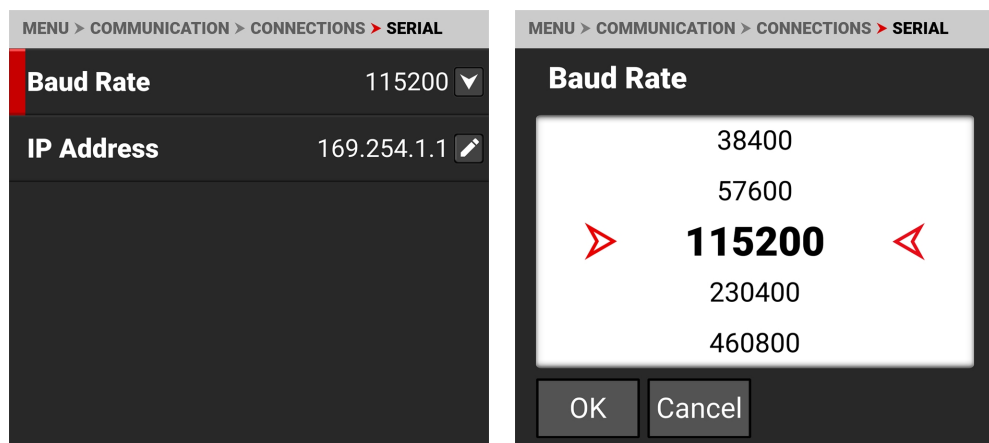 MENU > COMMUNICATION > CONNECTIONS > SERIAL
Baud Rate 115200
IP Address 169.254.1.1
MENU > COMMUNICATION > CONNECTIONS > SERIAL
Baud Rate
38400
57600
115200
230400
460800
OK Cancel